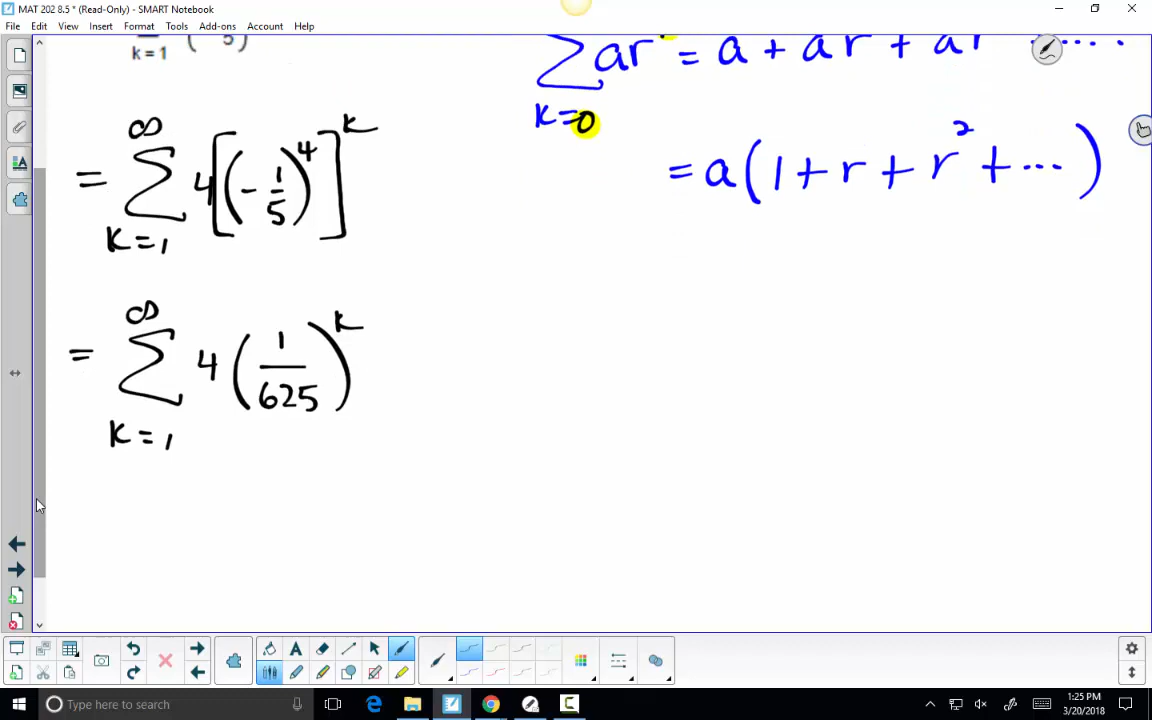 MAT 202 8.5 * (Read-Only) - SMART Notebook
File Edit View Insert Format Tools Add-ons Account Help
k = 1 ( 5 )
∑ ar = a + ar + ar ....
k=0
= a(1 + r + r² + ...)
= ∞ ∑ k=1 4[(-1/5)⁴]^k
= ∞ ∑ k=1 4(1/625)^k
Type here to search
1:25 PM
3/20/2018